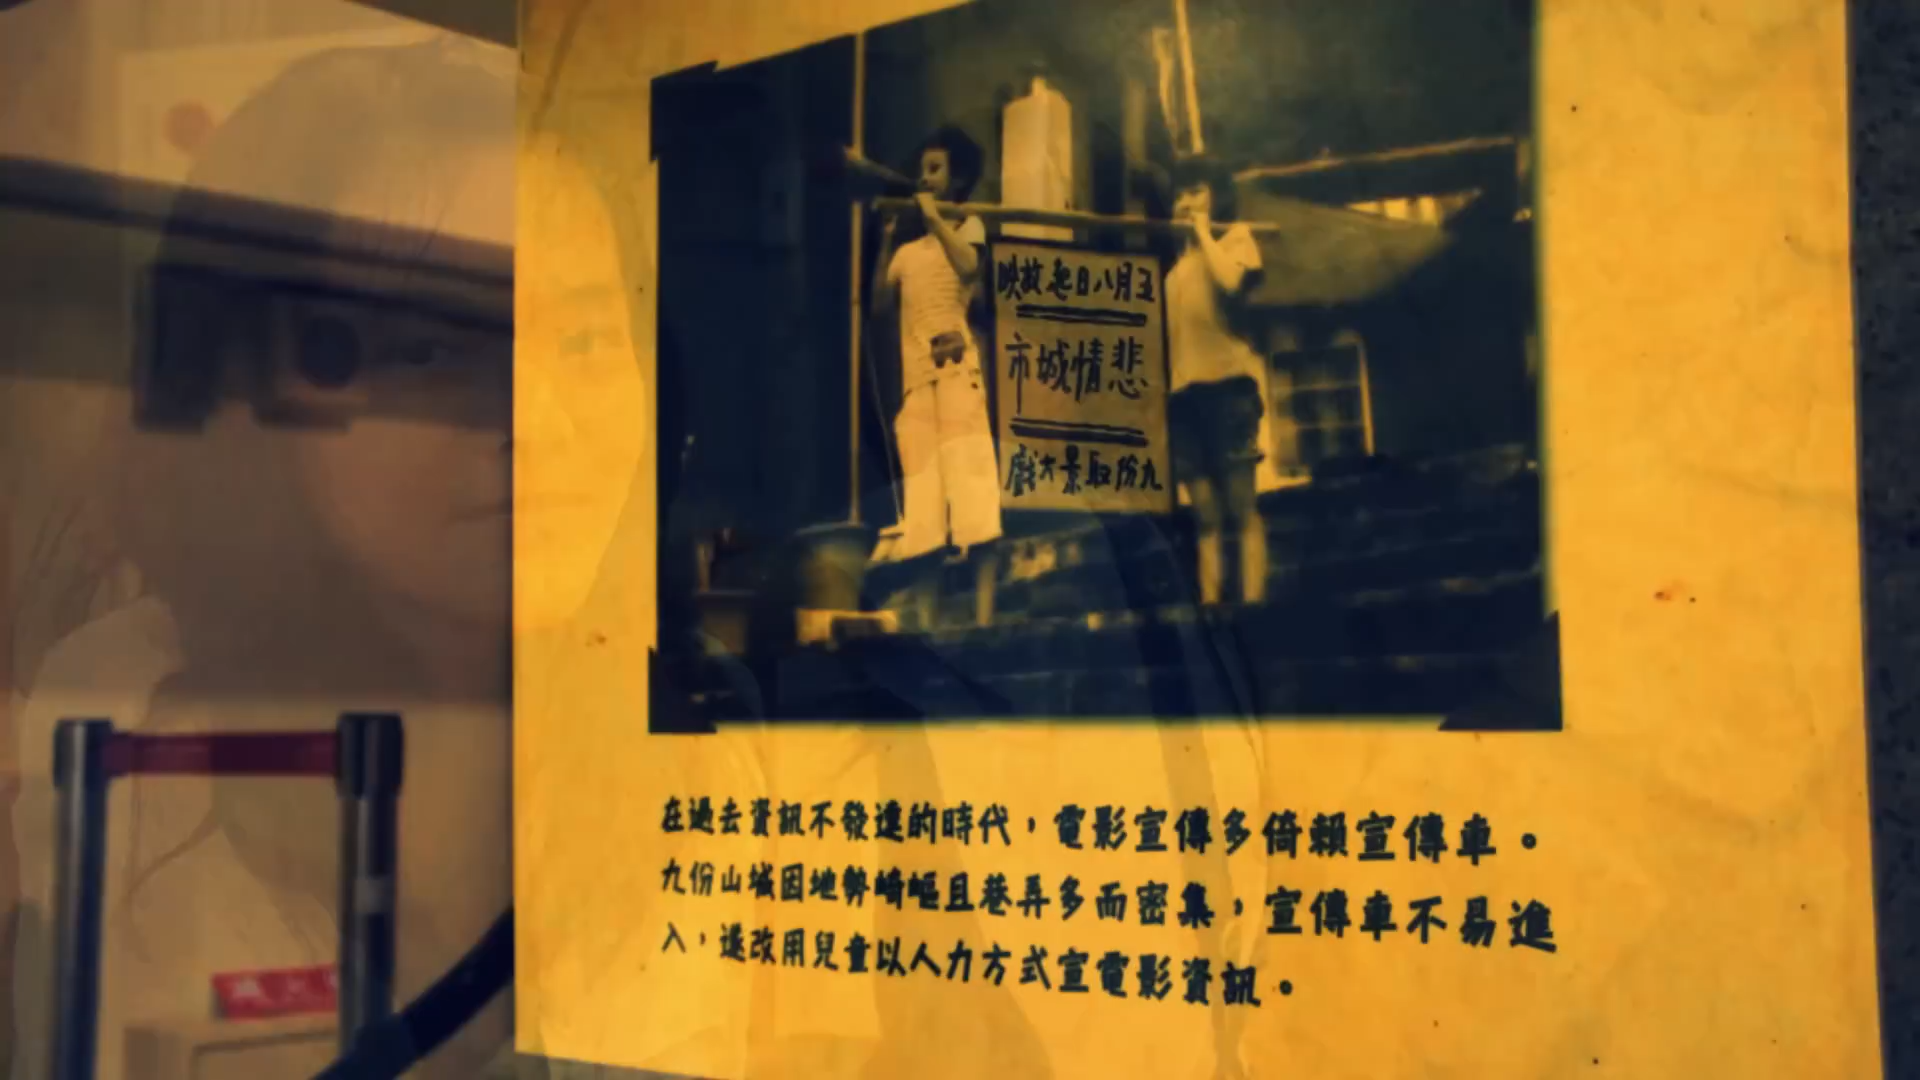 五月八日起放映
悲情城市
九份取景大戲
在過去資訊不發達的時代，電影宣傳多倚賴宣傳車。
九份山城因地勢崎嶇且巷弄多而密集，宣傳車不易進
入，遂改用兒童以人力方式宣電影資訊。